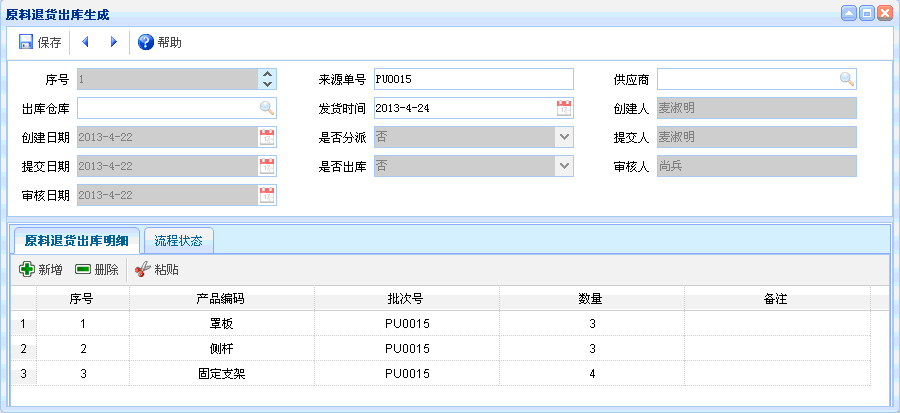 原料退货出库生成
保存 帮助
序号 1 来源单号 PU0015 供应商
出库仓库 发货时间 2013-4-24 创建人 麦淑明
创建日期 2013-4-22 是否分派 否 提交人 麦淑明
提交日期 2013-4-22 是否出库 否 审核人 尚兵
审核日期 2013-4-22
原料退货出库明细 流程状态
新增 删除 粘贴
序号 产品编码 批次号 数量 备注
1 1 罩板 PU0015 3
2 2 侧杆 PU0015 3
3 3 固定支架 PU0015 4